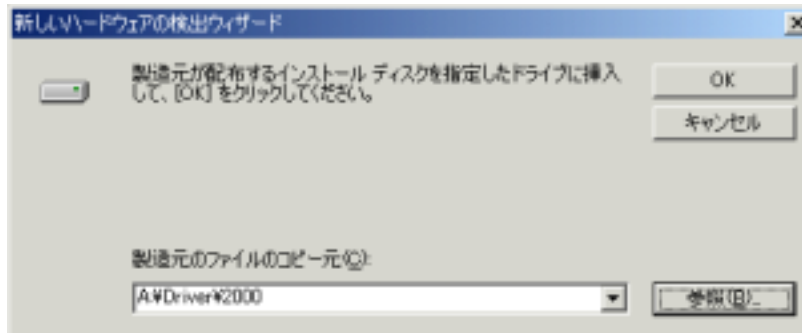 新しいハードウェアの検出ウィザード
製造元が配布するインストール ディスクを指定したドライブに挿入
して、[OK] をクリックしてください。
OK
キャンセル
製造元のファイルのコピー元(C):
A:¥Driver¥2000
参照(B)...